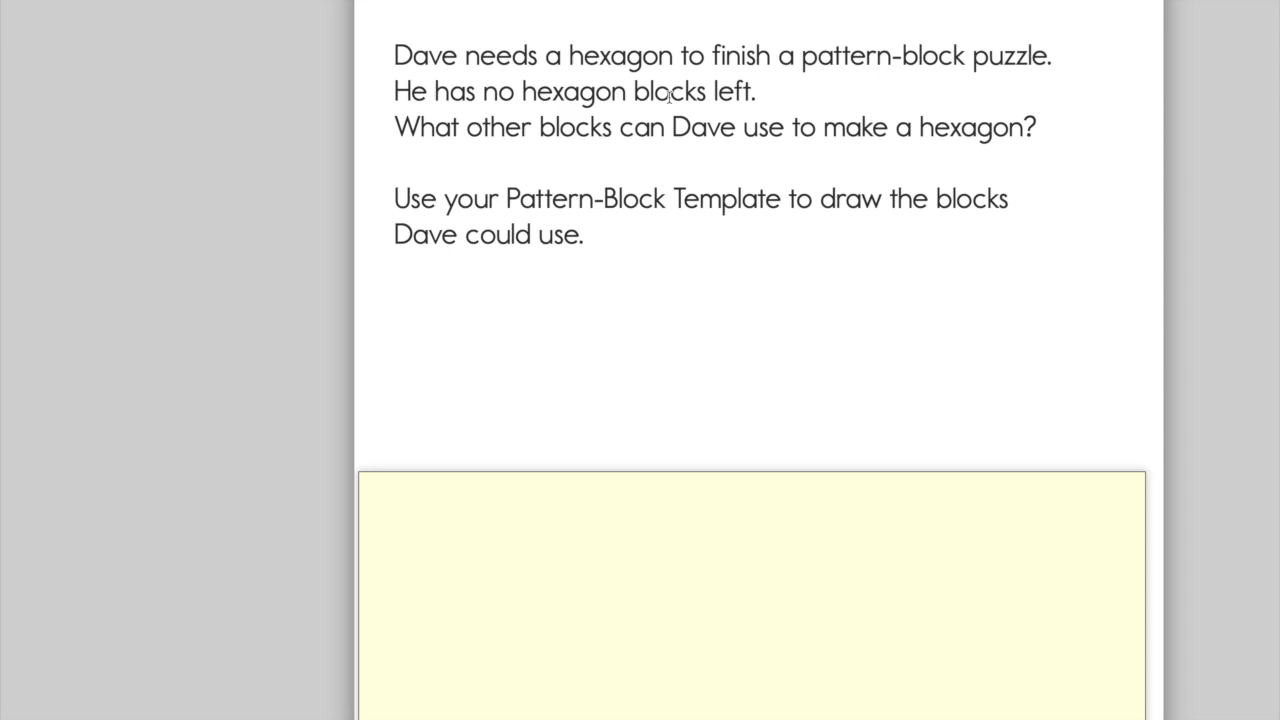 Dave needs a hexagon to finish a pattern-block puzzle.
He has no hexagon blocks left.
What other blocks can Dave use to make a hexagon?
Use your Pattern-Block Template to draw the blocks
Dave could use.